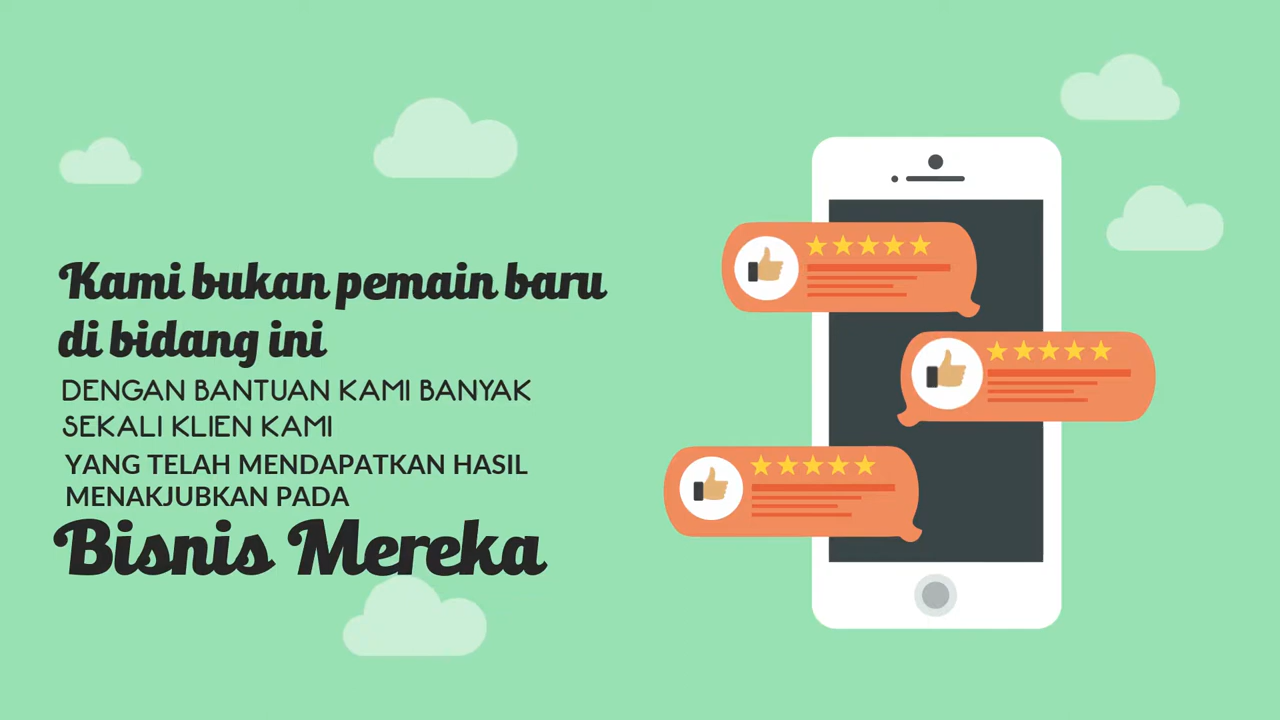 Kami bukan pemain baru
di bidang ini
DENGAN BANTUAN KAMI BANYAK
SEKALI KLIEN KAMI
YANG TELAH MENDAPATKAN HASIL
MENAKJUBKAN PADA
Bisnis Mereka